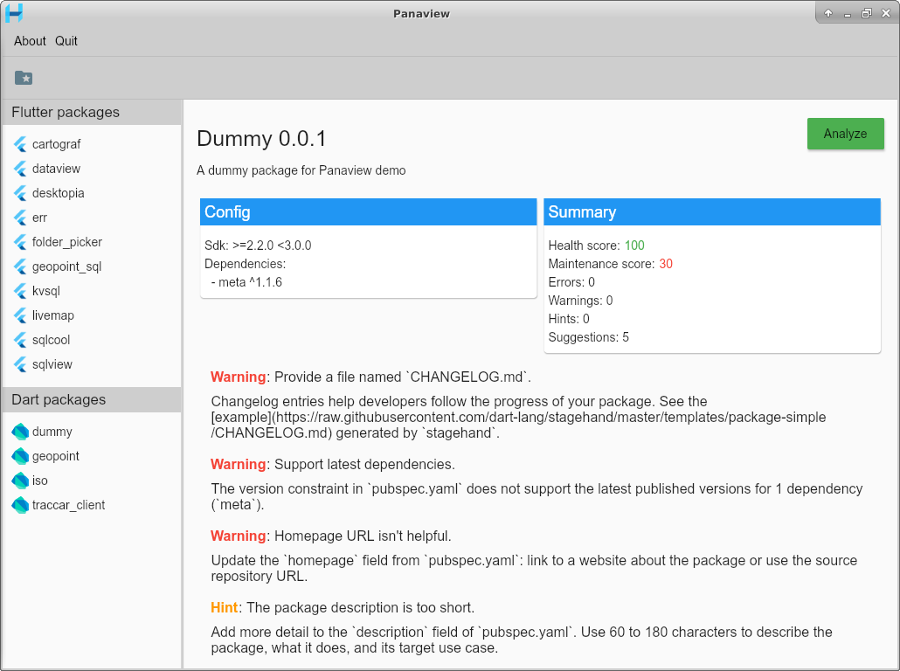 Panaview
About Quit
Flutter packages
cartograf
dataview
desktopia
err
folder_picker
geopoint_sql
kvsql
livemap
sqlcool
sqlview
Dart packages
dummy
geopoint
iso
traccar_client
Dummy 0.0.1
Analyze
A dummy package for Panaview demo
Config
Sdk: >=2.2.0 <3.0.0
Dependencies:
- meta ^1.1.6
Summary
Health score: 100
Maintenance score: 30
Errors: 0
Warnings: 0
Hints: 0
Suggestions: 5
Warning: Provide a file named `CHANGELOG.md`.
Changelog entries help developers follow the progress of your package. See the
[example](https://raw.githubusercontent.com/dart-lang/stagehand/master/templates/package-simple
/CHANGELOG.md) generated by `stagehand`.
Warning: Support latest dependencies.
The version constraint in `pubspec.yaml` does not support the latest published versions for 1 dependency
(`meta`).
Warning: Homepage URL isn't helpful.
Update the `homepage` field from `pubspec.yaml`: link to a website about the package or use the source
repository URL.
Hint: The package description is too short.
Add more detail to the `description` field of `pubspec.yaml`. Use 60 to 180 characters to describe the
package, what it does, and its target use case.